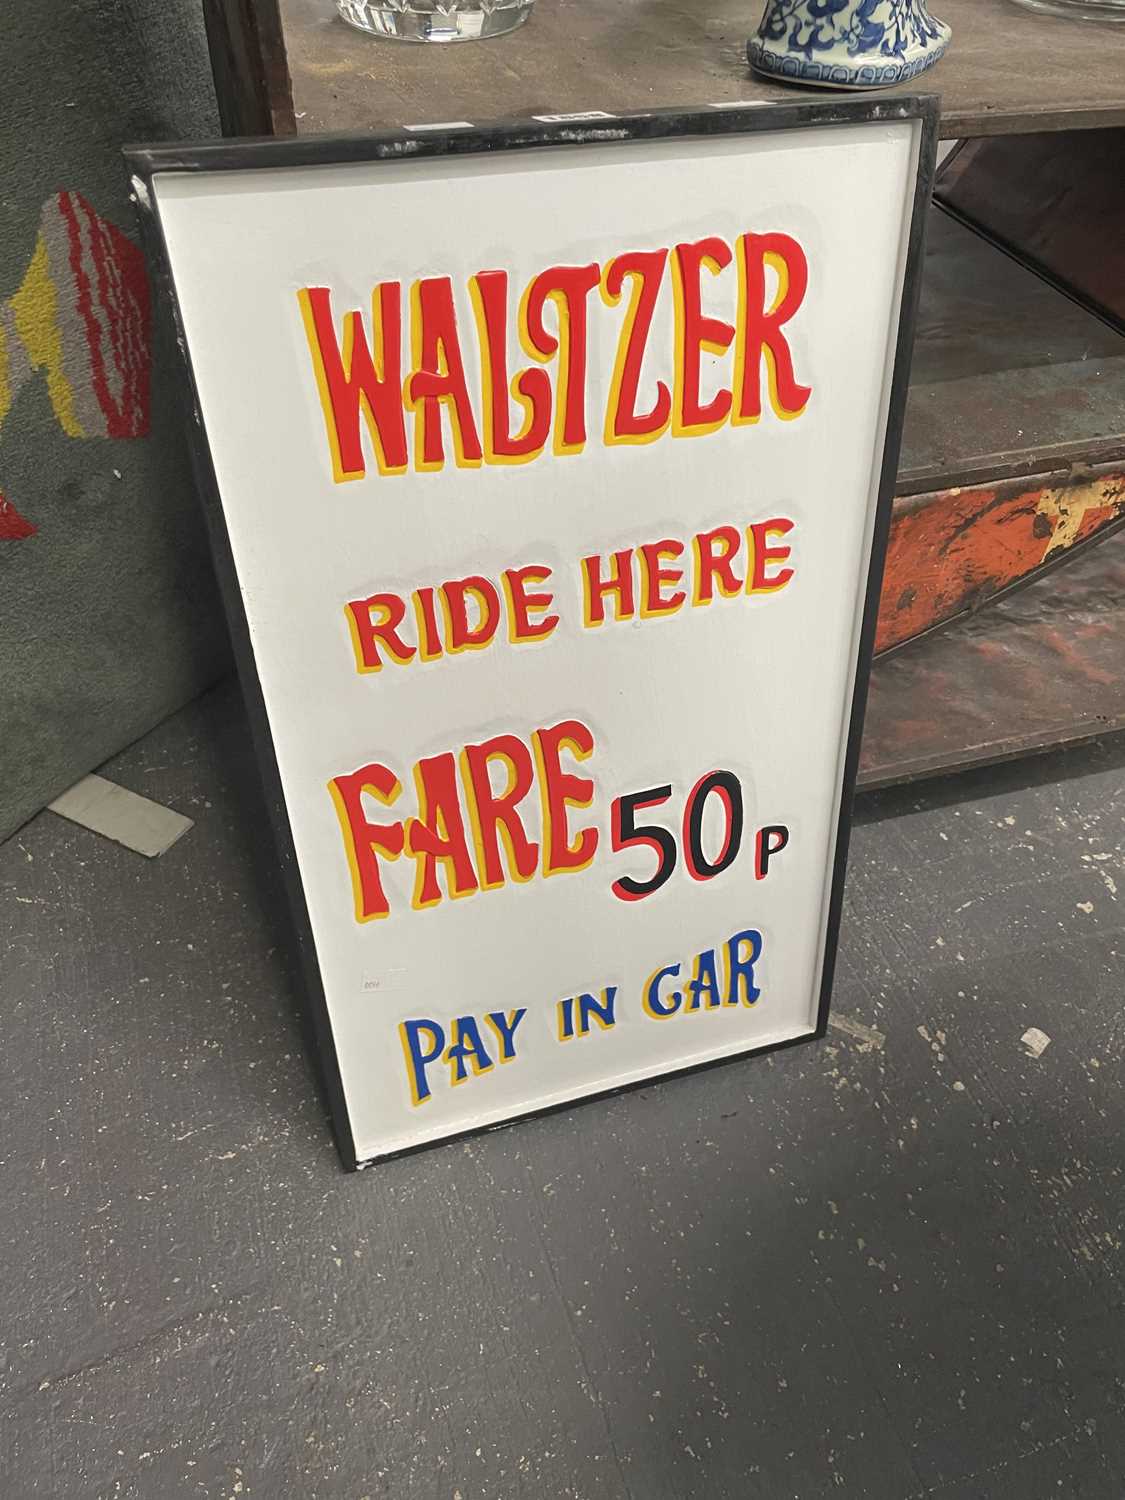 WALTZER
RIDE HERE
FARE 50P
PAY IN CAR